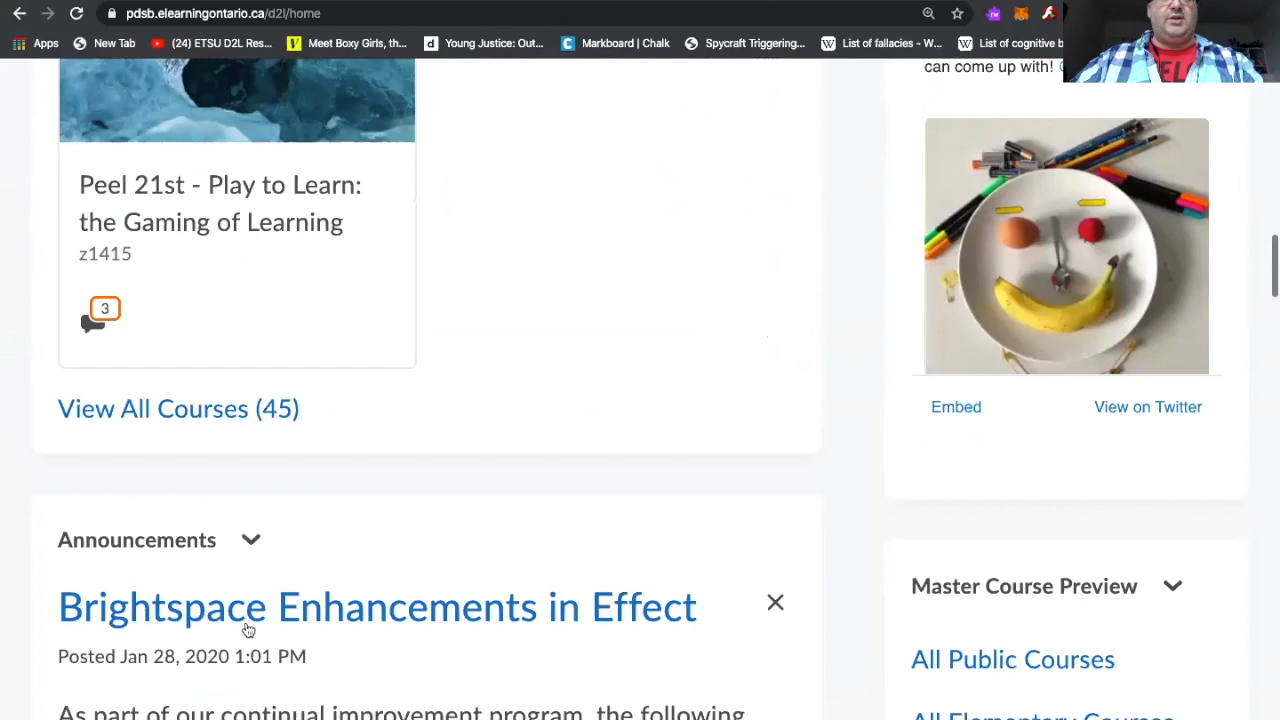 pdsb.elearningontario.ca/d2l/home
Apps
New Tab
(24) ETSU D2L Res...
Meet Boxy Girls, th...
Young Justice: Out...
Markboard | Chalk
Spycraft Triggering...
List of fallacies - W...
List of cognitive b
can come up with!
Peel 21st - Play to Learn:
the Gaming of Learning
z1415
3
View All Courses (45)
Embed
View on Twitter
Announcements
Brightspace Enhancements in Effect
Posted Jan 28, 2020 1:01 PM
As part of our continual improvement program, the following
Master Course Preview
All Public Courses
All Elementary Courses